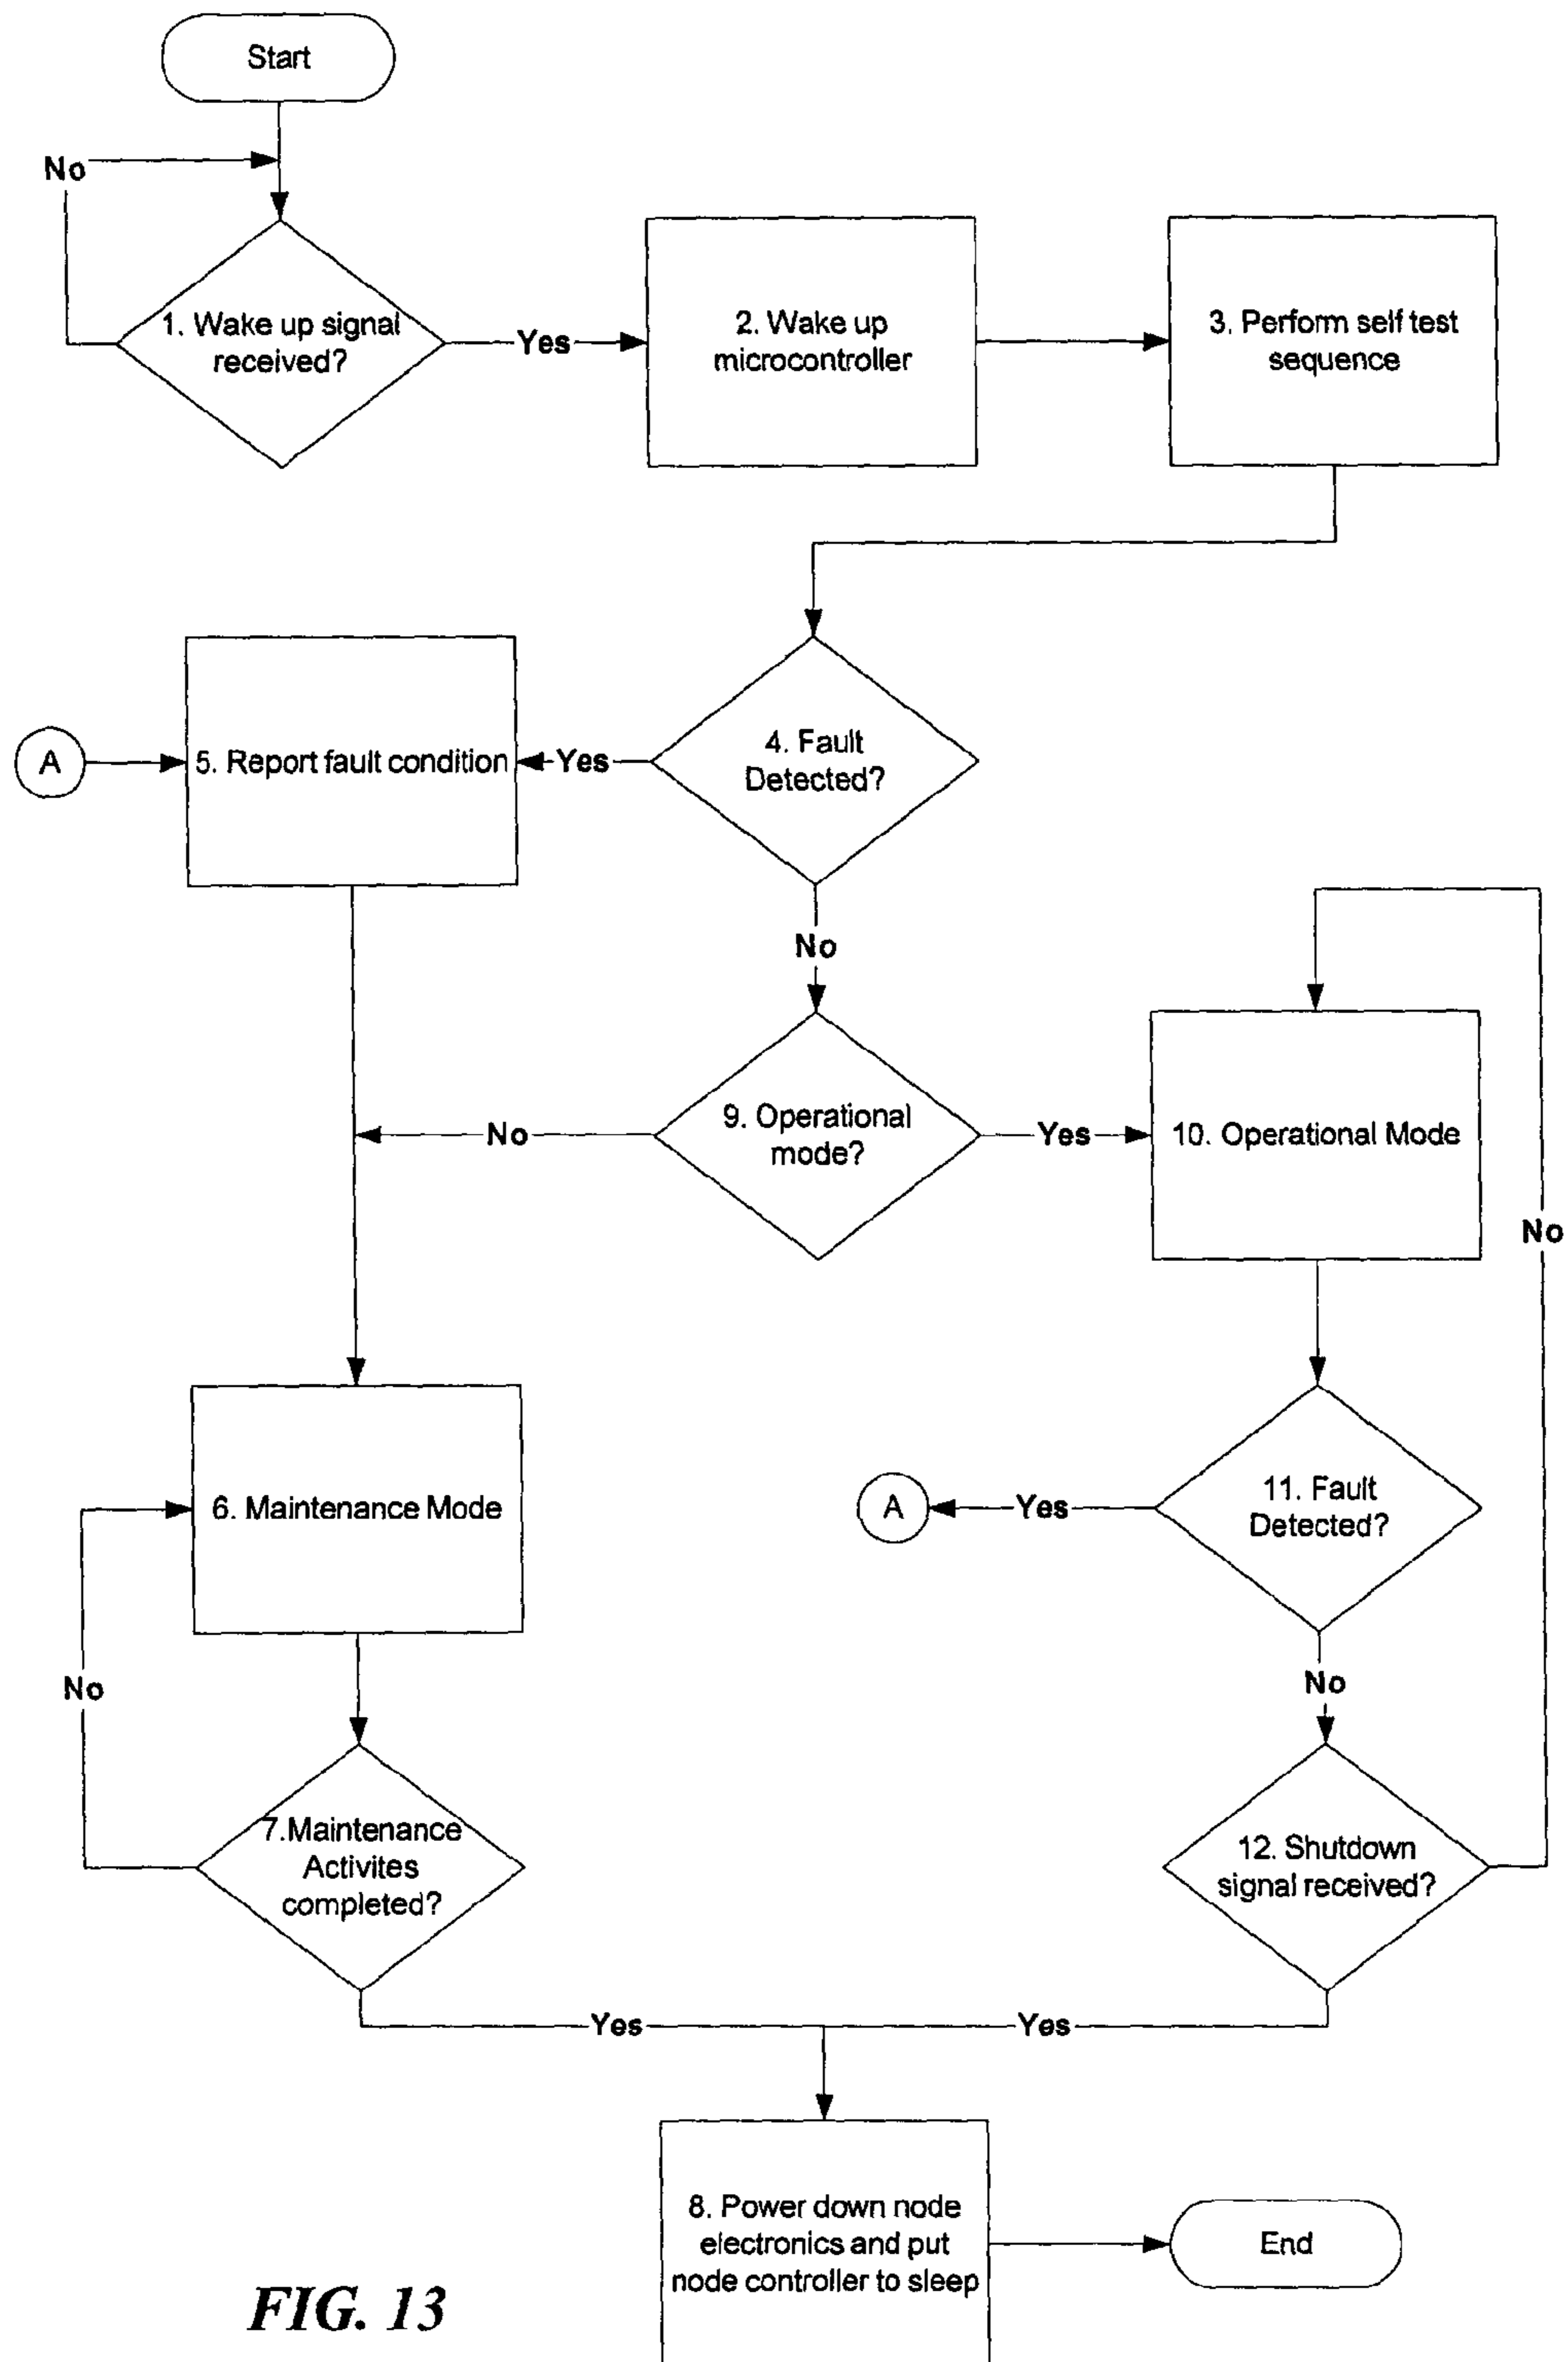 Start
No
1. Wake up signal
received?
Yes
2. Wake up
microcontroller
3. Perform self test
sequence
A
5. Report fault condition
Yes
4. Fault
Detected?
No
9. Operational
mode?
No
Yes
10. Operational Mode
No
6. Maintenance Mode
A
Yes
11. Fault
Detected?
No
No
7.Maintenance
Activites
completed?
12. Shutdown
signal received?
Yes
Yes
8. Power down node
electronics and put
node controller to sleep
End
FIG. 13